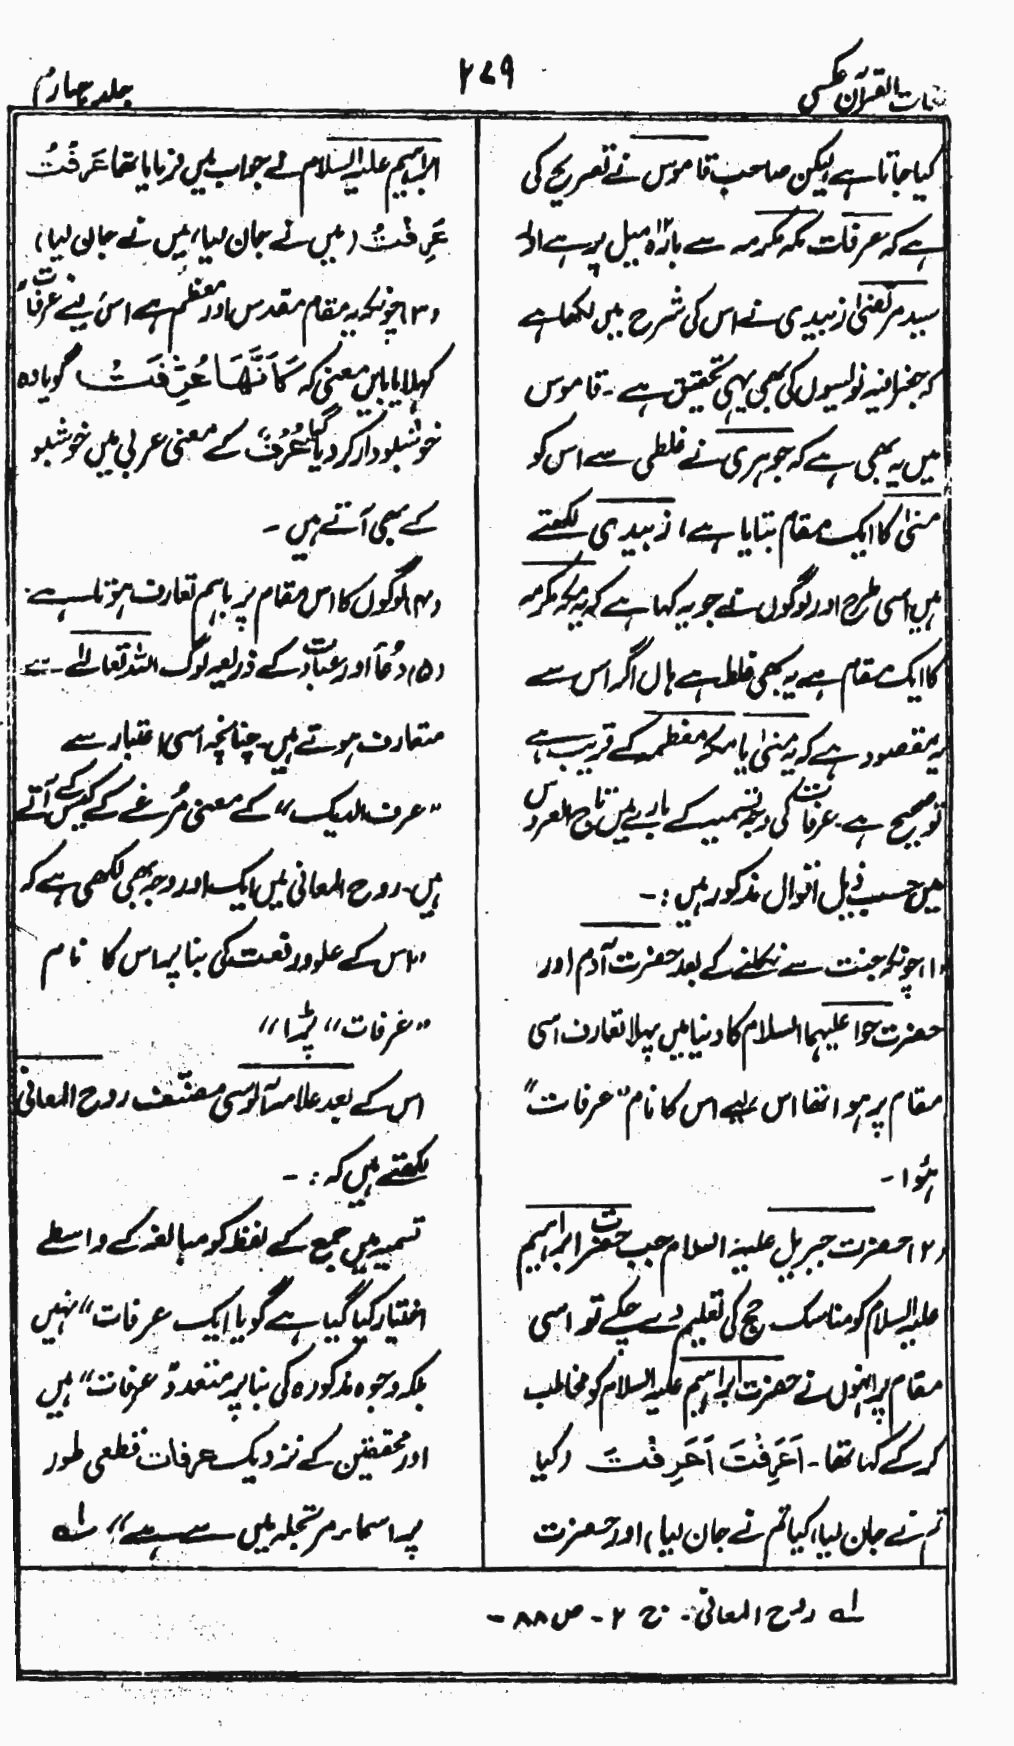 لغات القرآن عکسی
۲۷۹
جلد چہارم
کیا جاتا ہے لیکن صاحب قاموس نے تصریح کی
ہے کہ عرفات مکہ مکرمہ سے بارہ ۱۲ میل پر ہے اور
سید مرتضیٰ زبیدی نے اس کی شرح میں لکھا ہے
کہ جغرافیہ نویسوں کی بھی یہی تحقیق ہے - قاموس
میں یہ بھی ہے کہ جوہری نے غلطی سے اس کو
منیٰ کا ایک مقام بتایا ہے، زبیدی لکھتے
ہیں اسی طرح اور لوگوں نے جو یہ کہا ہے کہ یہ مکہ مکرمہ
کا ایک مقام ہے یہ بھی غلط ہے ہاں اگر اس سے
یہ مقصود ہے کہ یہ منیٰ یا مکہ معظمہ کے قریب ہے
تو صحیح ہے - عرفات کی وجہ تسمیہ کے بارے میں تاج العروس
میں حسب ذیل اقوال مذکور ہیں :-
(۱) چونکہ جنت سے نکلنے کے بعد حضرت آدم اور
حضرت حوا علیہما السلام کا دنیا میں پہلا تعارف اسی
مقام پر ہوا تھا اس لیے اس کا نام "عرفات"
ہُوا -
(۲) حضرت جبریل علیہ السلام جب حضرت ابراہیم
علیہ السلام کو مناسک حج کی تعلیم دے چکے تو اسی
مقام پر انہوں نے حضرت ابراہیم علیہ السلام کو مخاطب
کر کے کہا تھا - اَعَرِفْتَ اَعَرِفْتَ (کیا
تم نے جان لیا، کیا تم نے جان لیا) اور حضرت
ابراہیم علیہ السلام نے جواب میں فرمایا تھا عَرَفْتُ
عَرِفْتُ (میں نے جان لیا، میں نے جان لیا)
(۳) چونکہ یہ مقام مقدس اور معظم ہے اس لیے عرفات
کہلایا بایں معنی کہ کَاَنَّهَا عُرِّفَتْ گویا وہ
خوشبو دار کر دیا گیا عُرْف کے معنی عربی میں خوشبو
کے بھی آتے ہیں -
(۴) لوگوں کا اس مقام پر باہم تعارف ہوتا ہے -
(۵) دُعا اور عبادت کے ذریعہ لوگ اللہ تعالیٰ سے
متعارف ہوتے ہیں - چنانچہ اسی اعتبار سے
"عرف الدیک" کے معنی مُرغے کے کیس کے آتے
ہیں - روح المعانی میں ایک اور وجہ بھی لکھی ہے کہ
"اس کے علو و رفعت کی بنا پر اس کا نام
"عرفات" پڑا"
اس کے بعد علامہ آلوسی مصنف روح المعانی
لکھتے ہیں کہ :-
تسمیہ میں جمع کے لفظ کو مبالغہ کے واسطے
اختیار کیا گیا ہے گویا ایک عرفات" نہیں
بلکہ وجوہ مذکورہ کی بنا پر متعدد عرفات" ہیں
اور محققین کے نزدیک عرفات قطعی طور
پر اسماء مرتجلہ میں سے ہے" لہ
لہ روح المعانی - ج ۲ - ص ۸۸ -